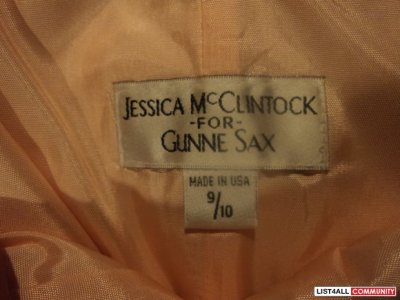 JESSICA McCLINTOCK
-FOR-
GUNNE SAX
MADE IN USA
9/10
LIST4ALL COMMUNITY